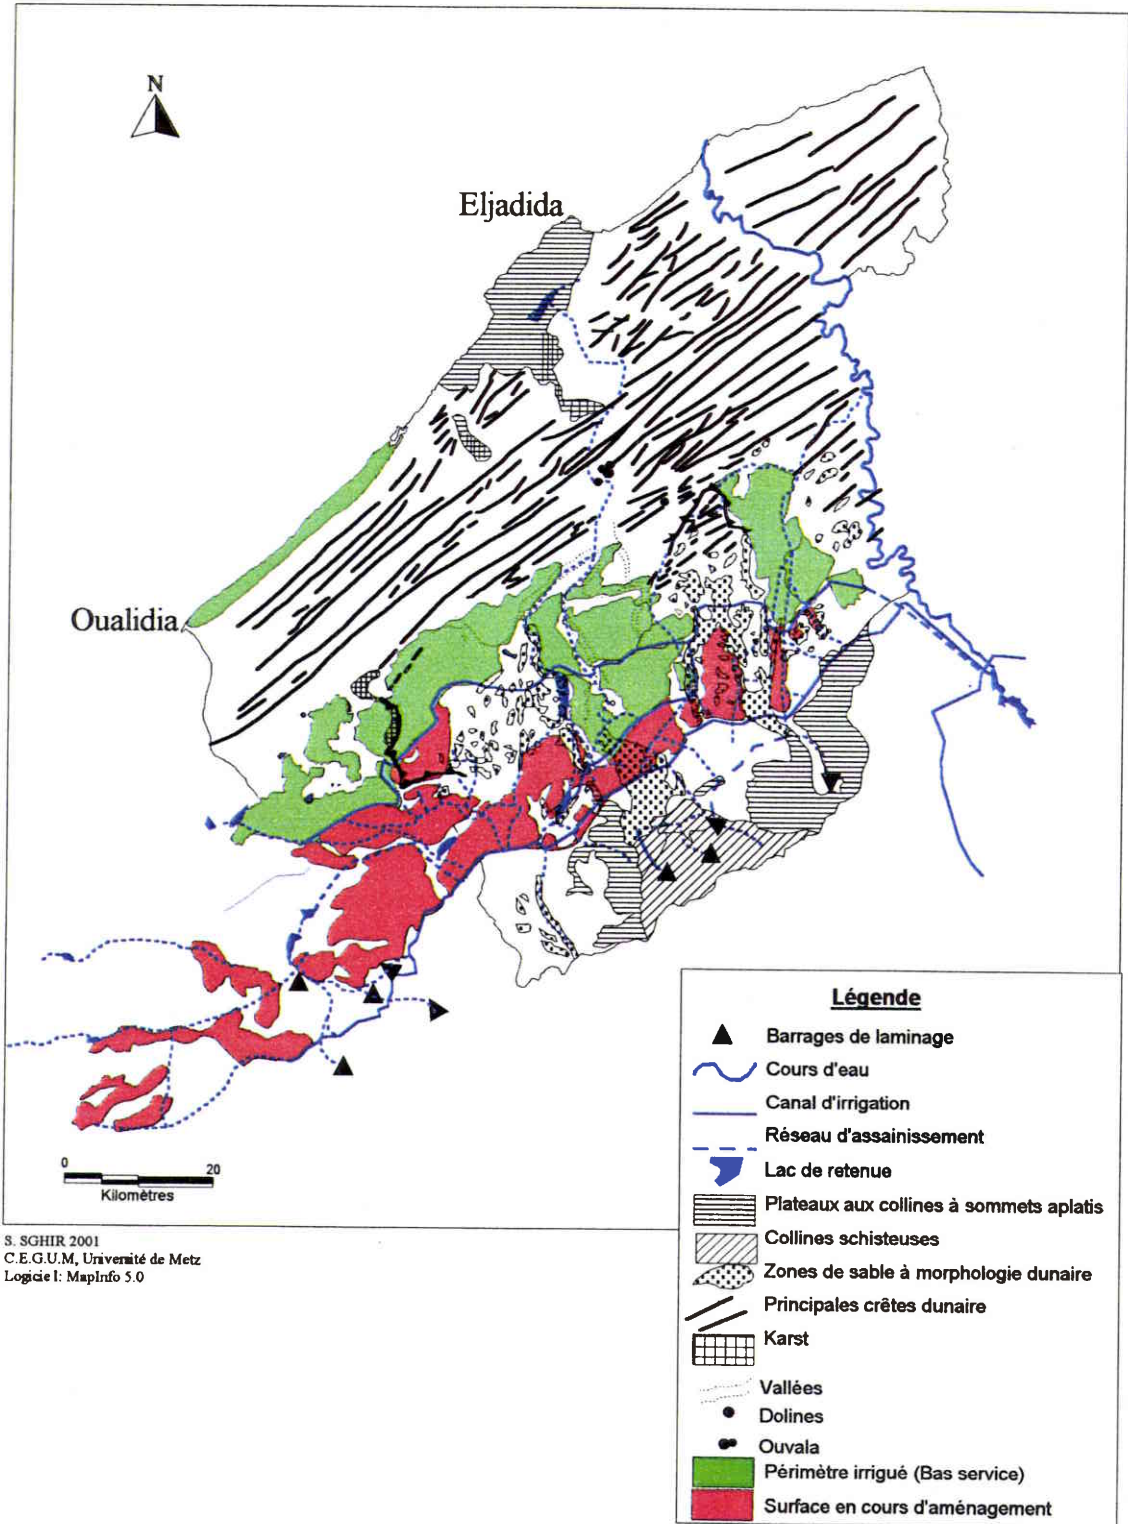 N
Eljadida
Oualidia
Légende
Barrages de laminage
Cours d'eau
Canal d'irrigation
Réseau d'assainissement
Lac de retenue
Plateaux aux collines à sommets aplatis
Collines schisteuses
Zones de sable à morphologie dunaire
Principales crêtes dunaire
Karst
Vallées
Dolines
Ouvala
Périmètre irrigué (Bas service)
Surface en cours d'aménagement
0 20
Kilomètres
S. SGHIR 2001
C.E.G.U.M, Université de Metz
Logiciel: MapInfo 5.0